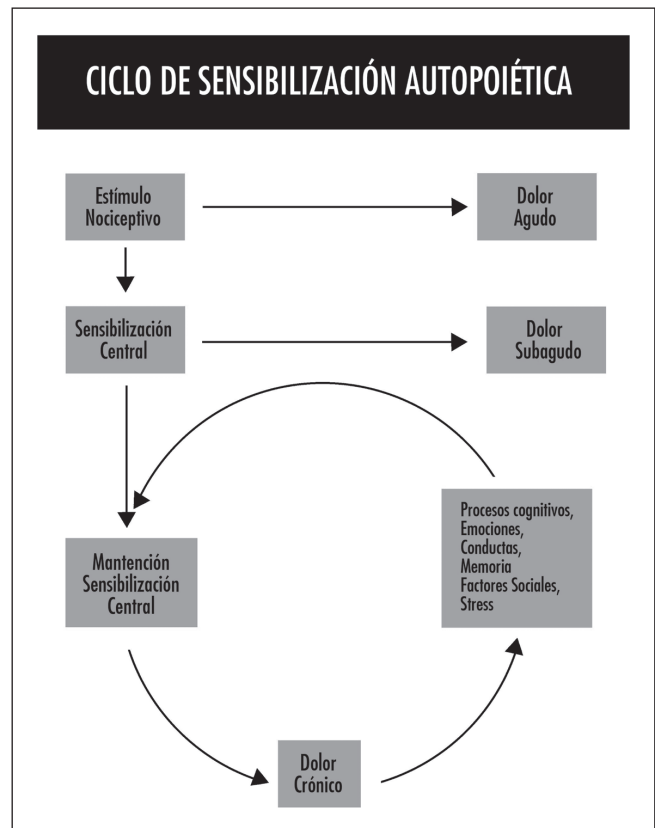 CICLO DE SENSIBILIZACIÓN AUTOPOIÉTICA
Estímulo
Nociceptivo
Dolor
Agudo
Sensibilización
Central
Dolor
Subagudo
Procesos cognitivos,
Emociones,
Conductas,
Memoria
Factores Sociales,
Stress
Mantención
Sensibilización
Central
Dolor
Crónico